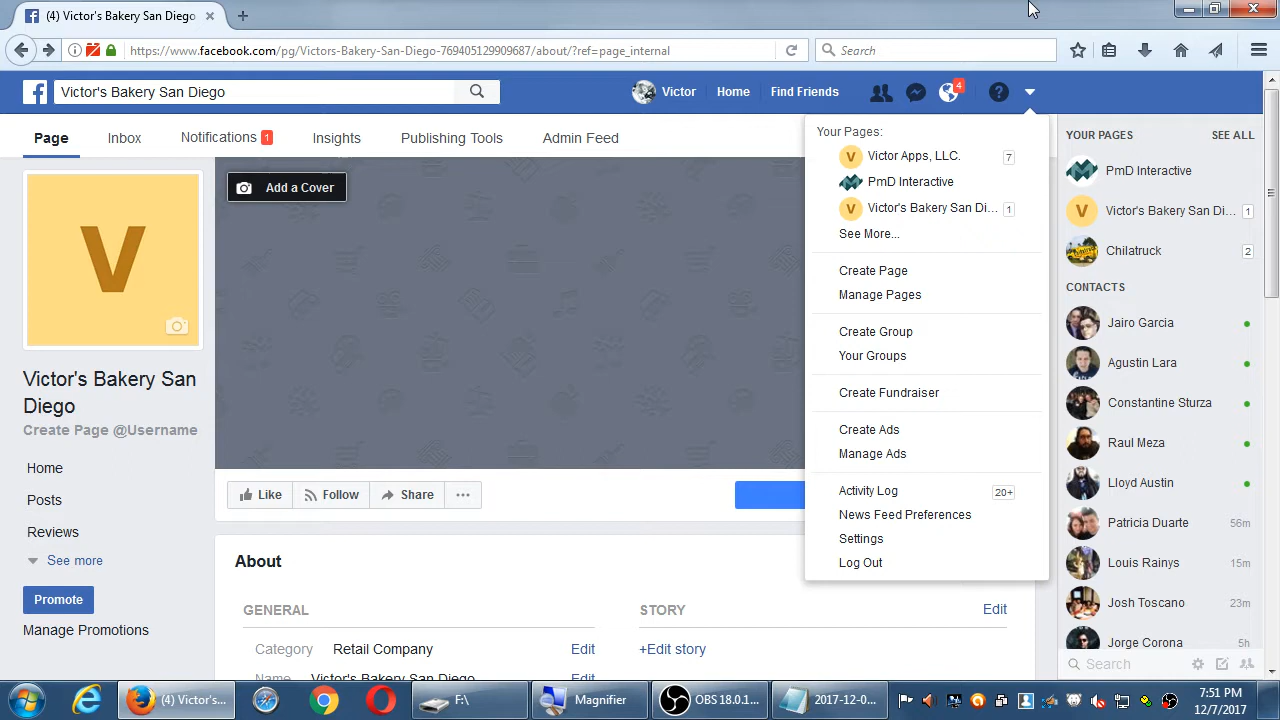 (4) Victor's Bakery San Diego
https://www.facebook.com/pg/Victors-Bakery-San-Diego-769405129909687/about/?ref=page_internal
Search
Victor's Bakery San Diego
Victor
Home
Find Friends
4
Page
Inbox
Notifications 1
Insights
Publishing Tools
Admin Feed
Add a Cover
V
Victor's Bakery San
Diego
Create Page @Username
Home
Posts
Reviews
See more
Promote
Manage Promotions
Like
Follow
Share
About
GENERAL
Category Retail Company Edit
Name Victor's Bakery San Diego Edit
STORY Edit
+Edit story
Your Pages:
V Victor Apps, LLC. 7
PmD Interactive
V Victor's Bakery San Di... 1
See More...
Create Page
Manage Pages
Create Group
Your Groups
Create Fundraiser
Create Ads
Manage Ads
Activity Log 20+
News Feed Preferences
Settings
Log Out
YOUR PAGES SEE ALL
PmD Interactive
V Victor's Bakery San Di... 1
Chilatruck 2
CONTACTS
Jairo Garcia
Agustin Lara
Constantine Sturza
Raul Meza
Lloyd Austin
Patricia Duarte 56m
Louis Rainys 15m
Josh Toscano 23m
Jorge Corona 5h
Search
(4) Victor's...
F:\
Magnifier
OBS 18.0.1...
2017-12-0...
7:51 PM
12/7/2017